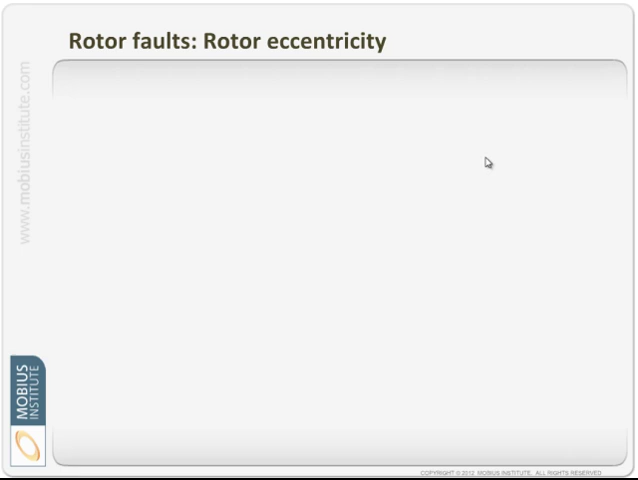 Rotor faults: Rotor eccentricity
www.mobiusinstitute.com
MOBIUS
INSTITUTE
COPYRIGHT © 2012 MOBIUS INSTITUTE. ALL RIGHTS RESERVED